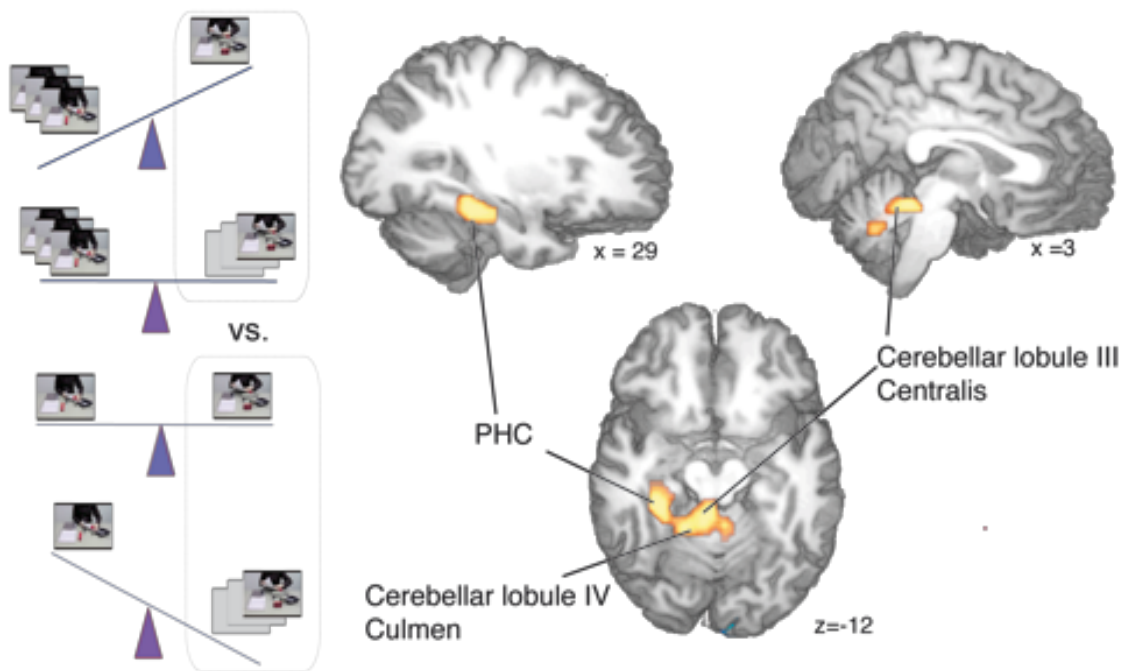 vs.
x = 29
x =3
PHC
Cerebellar lobule III
Centralis
Cerebellar lobule IV
Culmen
z=-12